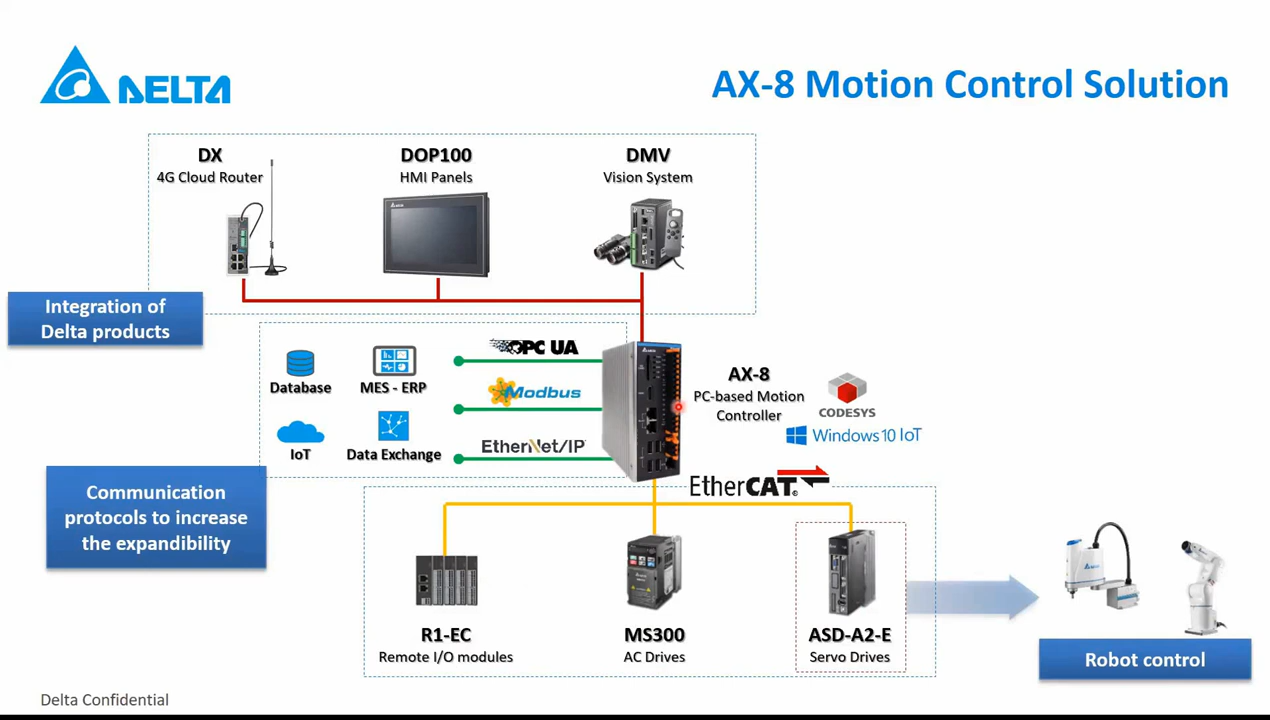 DELTA
AX-8 Motion Control Solution
DX
4G Cloud Router
DOP100
HMI Panels
DMV
Vision System
Integration of
Delta products
Database
MES - ERP
IoT
Data Exchange
OPC UA
Modbus
EtherNet/IP
AX-8
PC-based Motion
Controller
CODESYS
Windows 10 IoT
Communication
protocols to increase
the expandibility
EtherCAT®
R1-EC
Remote I/O modules
MS300
AC Drives
ASD-A2-E
Servo Drives
Robot control
Delta Confidential